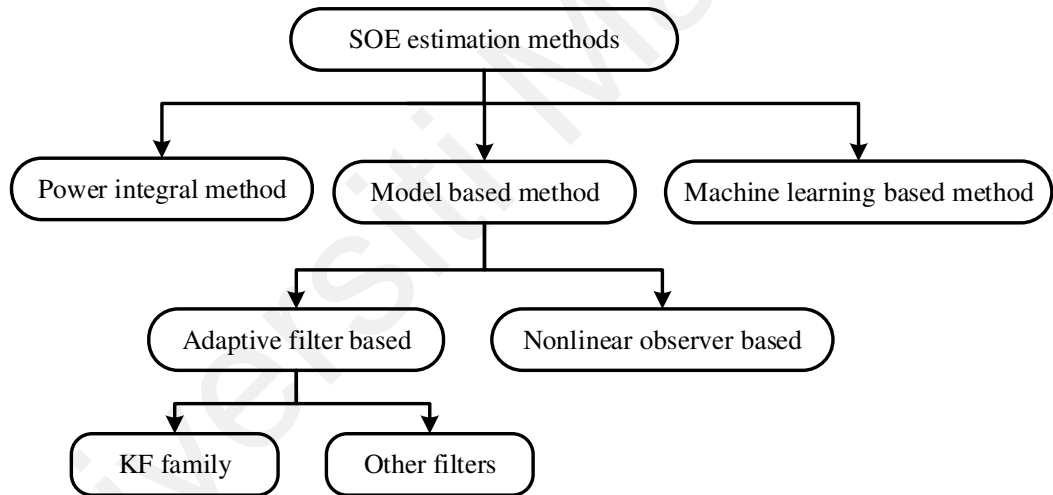 SOE estimation methods
Power integral method
Model based method
Machine learning based method
Adaptive filter based
Nonlinear observer based
KF family
Other filters